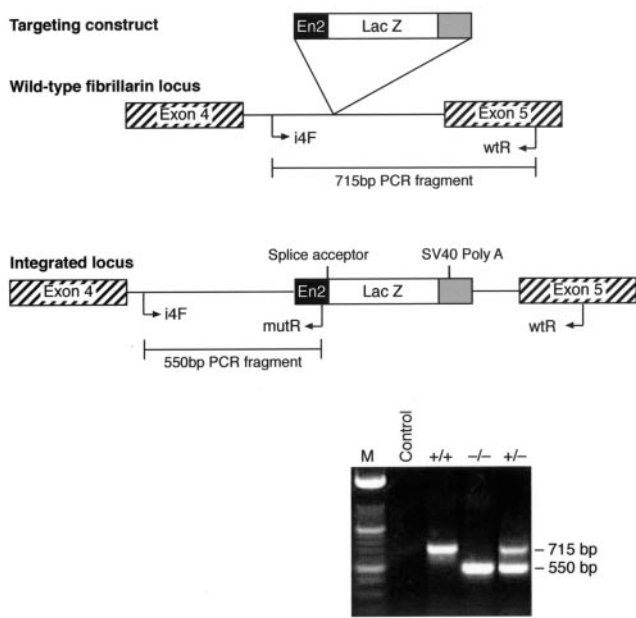 Targeting construct
En2 Lac Z
Wild-type fibrillarin locus
Exon 4 Exon 5
i4F wtR
715bp PCR fragment
Integrated locus
Splice acceptor SV40 Poly A
Exon 4 En2 Lac Z Exon 5
i4F mutR wtR
550bp PCR fragment
M Control +/+ –/– +/–
– 715 bp
– 550 bp